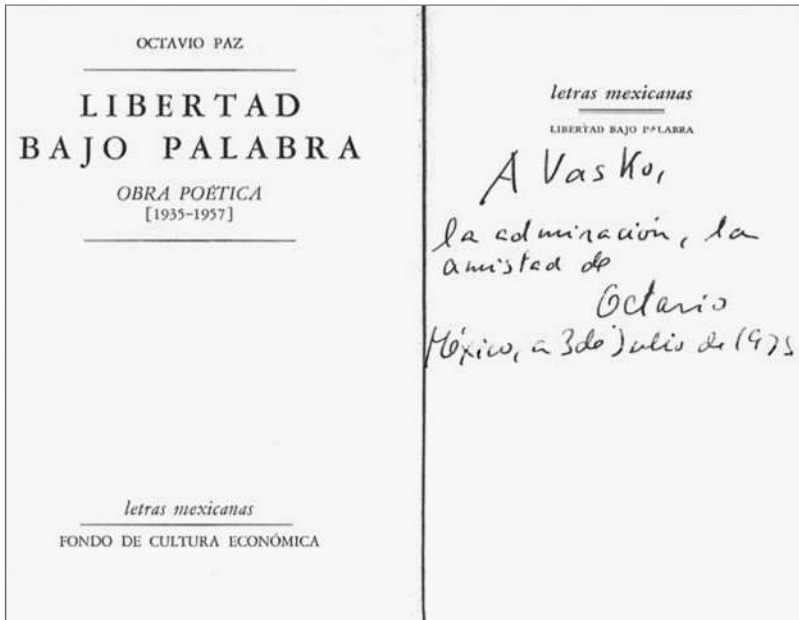 OCTAVIO PAZ
LIBERTAD
BAJO PALABRA
OBRA POÉTICA
[1935-1957]
letras mexicanas
FONDO DE CULTURA ECONÓMICA
letras mexicanas
LIBERTAD BAJO PALABRA
A Vasko,
la admiración, la
amistad de
Octavio
México, a 3 de Julio de 1975